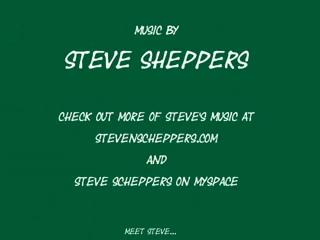 MUSIC BY
STEVE SHEPPERS
CHECK OUT MORE OF STEVE'S MUSIC AT
STEVENSCHEPPERS.COM
AND
STEVE SCHEPPERS ON MYSPACE
MEET STEVE...